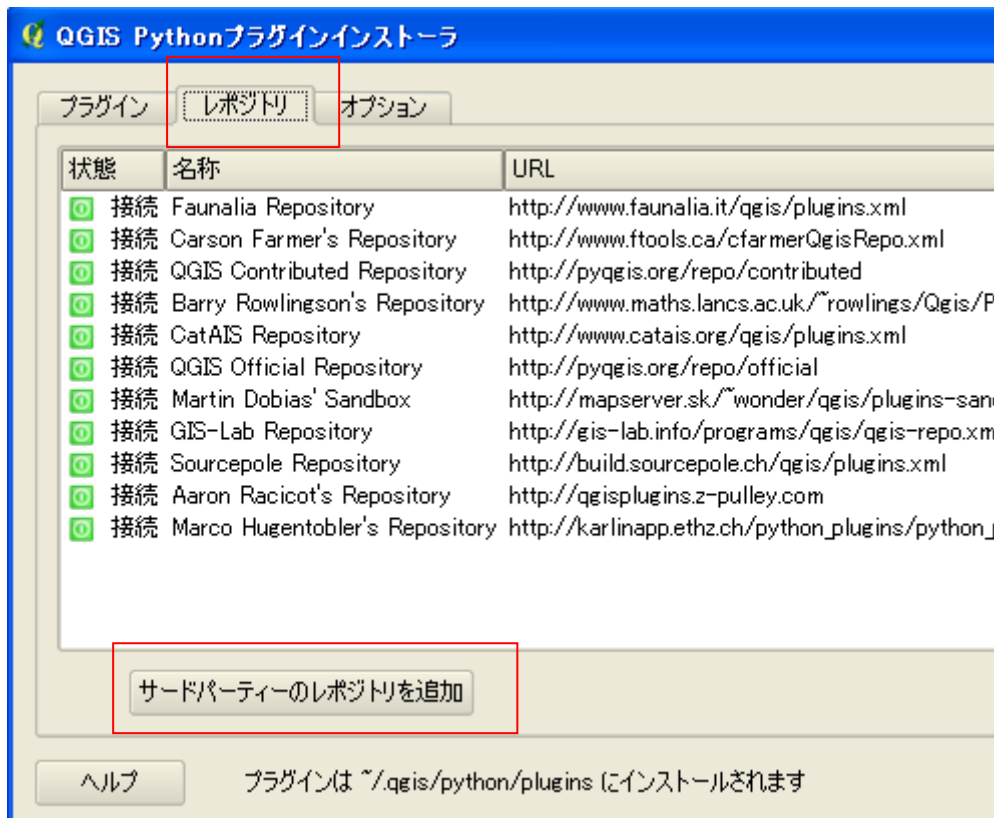 QGIS Pythonプラグインインストーラ
プラグイン レポジトリ オプション
状態 名称 URL
接続 Faunalia Repository http://www.faunalia.it/qgis/plugins.xml
接続 Carson Farmer's Repository http://www.ftools.ca/cfarmerQgisRepo.xml
接続 QGIS Contributed Repository http://pyqgis.org/repo/contributed
接続 Barry Rowlingson's Repository http://www.maths.lancs.ac.uk/~rowlings/Qgis/P
接続 CatAIS Repository http://www.catais.org/qgis/plugins.xml
接続 QGIS Official Repository http://pyqgis.org/repo/official
接続 Martin Dobias' Sandbox http://mapserver.sk/~wonder/qgis/plugins-san
接続 GIS-Lab Repository http://gis-lab.info/programs/qgis/qgis-repo.xm
接続 Sourcepole Repository http://build.sourcepole.ch/qgis/plugins.xml
接続 Aaron Racicot's Repository http://qgisplugins.z-pulley.com
接続 Marco Hugentobler's Repository http://karlinapp.ethz.ch/python_plugins/python_
サードパーティーのレポジトリを追加
ヘルプ プラグインは ~/.qgis/python/plugins にインストールされます